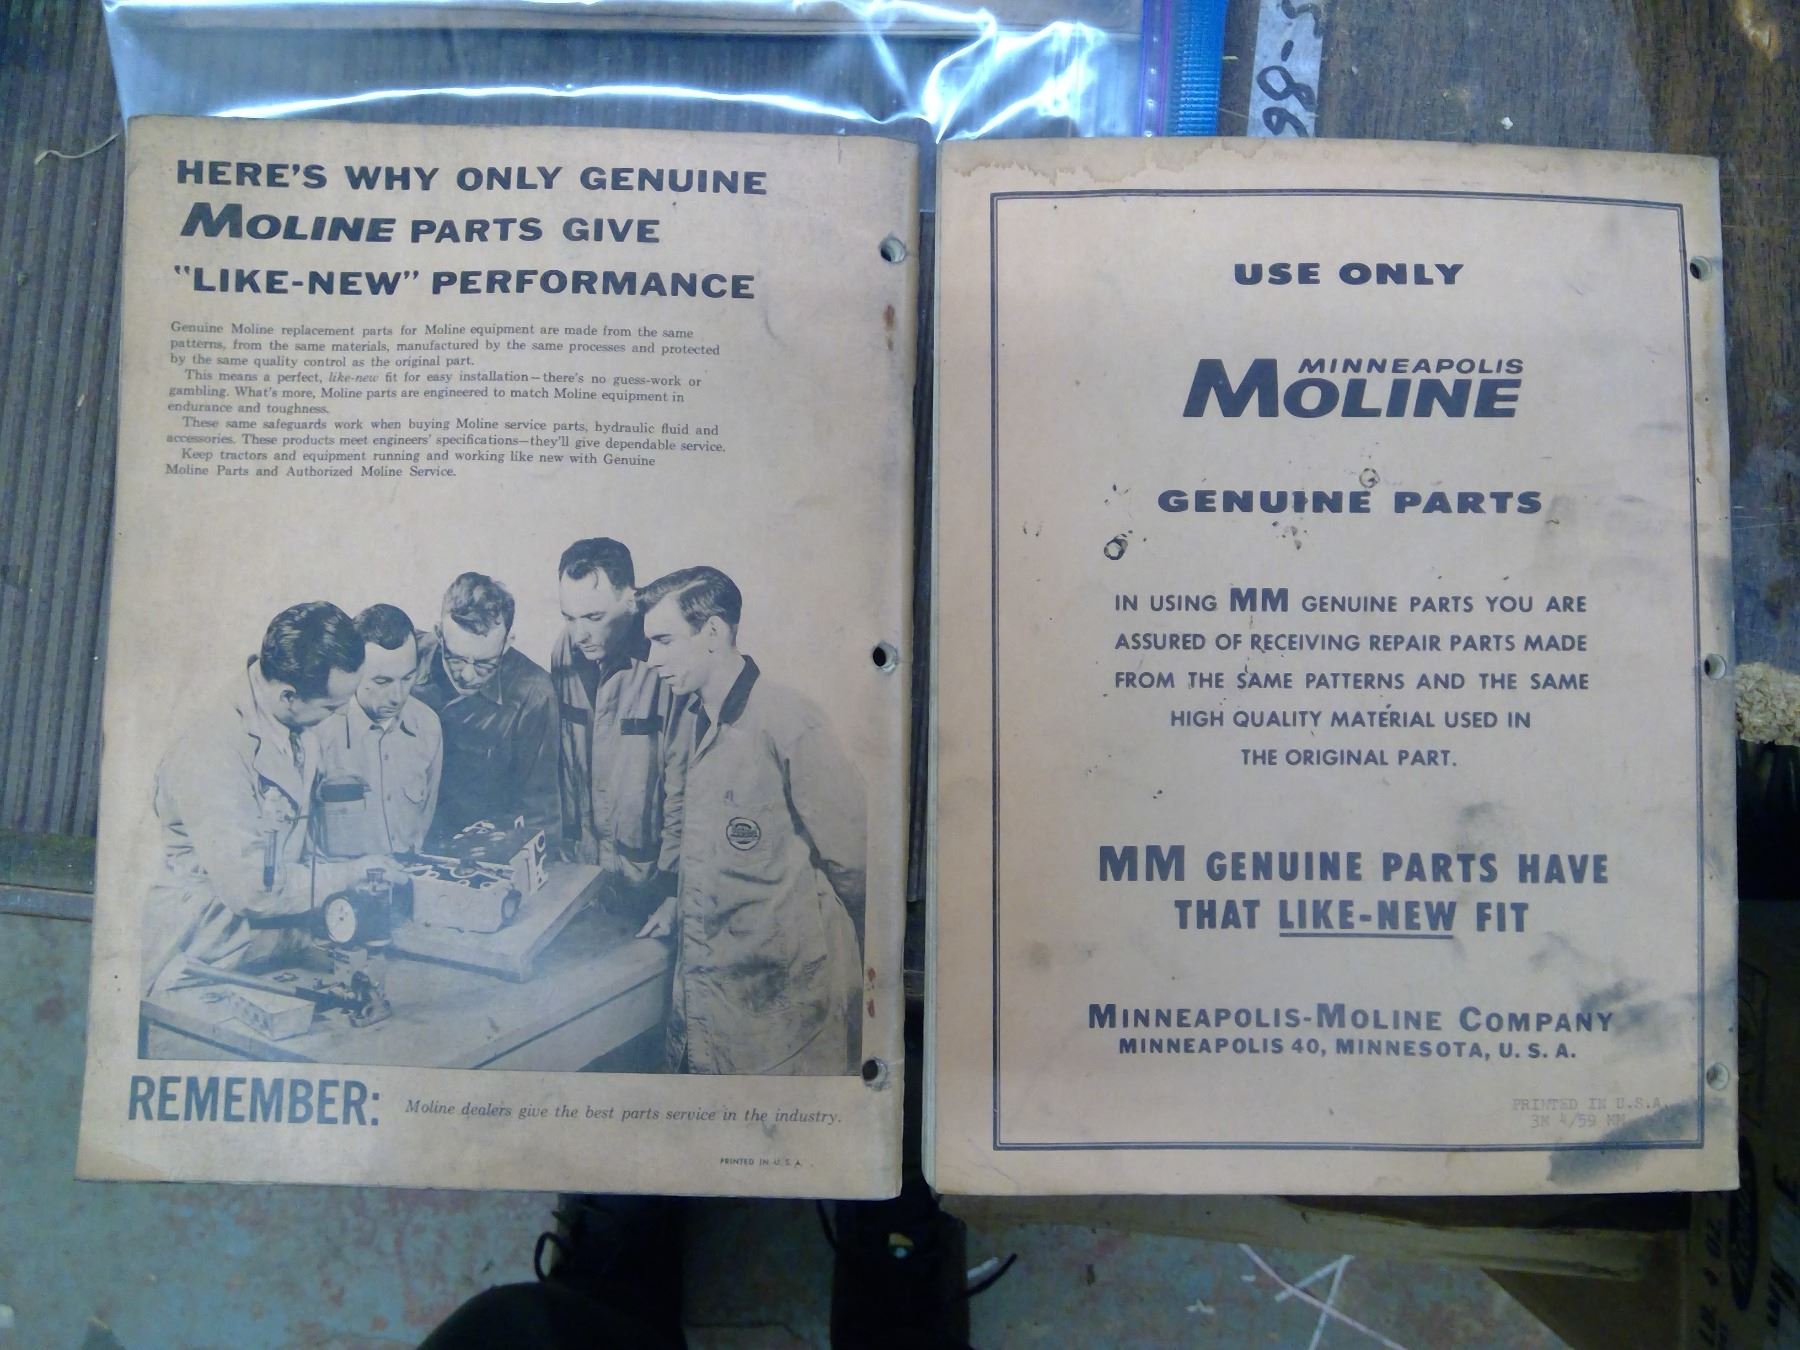 HERE'S WHY ONLY GENUINE
MOLINE PARTS GIVE
"LIKE-NEW" PERFORMANCE
Genuine Moline replacement parts for Moline equipment are made from the same
patterns, from the same materials, manufactured by the same processes and protected
by the same quality control as the original part.
This means a perfect, like-new fit for easy installation—there's no guess-work or
gambling. What's more, Moline parts are engineered to match Moline equipment in
endurance and toughness.
These same safeguards work when buying Moline service parts, hydraulic fluid and
accessories. These products meet engineers' specifications—they'll give dependable service.
Keep tractors and equipment running and working like new with Genuine
Moline Parts and Authorized Moline Service.
REMEMBER: Moline dealers give the best parts service in the industry.
PRINTED IN U.S.A.
USE ONLY
MINNEAPOLIS
MOLINE
GENUINE PARTS
IN USING MM GENUINE PARTS YOU ARE
ASSURED OF RECEIVING REPAIR PARTS MADE
FROM THE SAME PATTERNS AND THE SAME
HIGH QUALITY MATERIAL USED IN
THE ORIGINAL PART.
MM GENUINE PARTS HAVE
THAT LIKE-NEW FIT
MINNEAPOLIS-MOLINE COMPANY
MINNEAPOLIS 40, MINNESOTA, U. S. A.
PRINTED IN U.S.A.
3M 4/59 MM